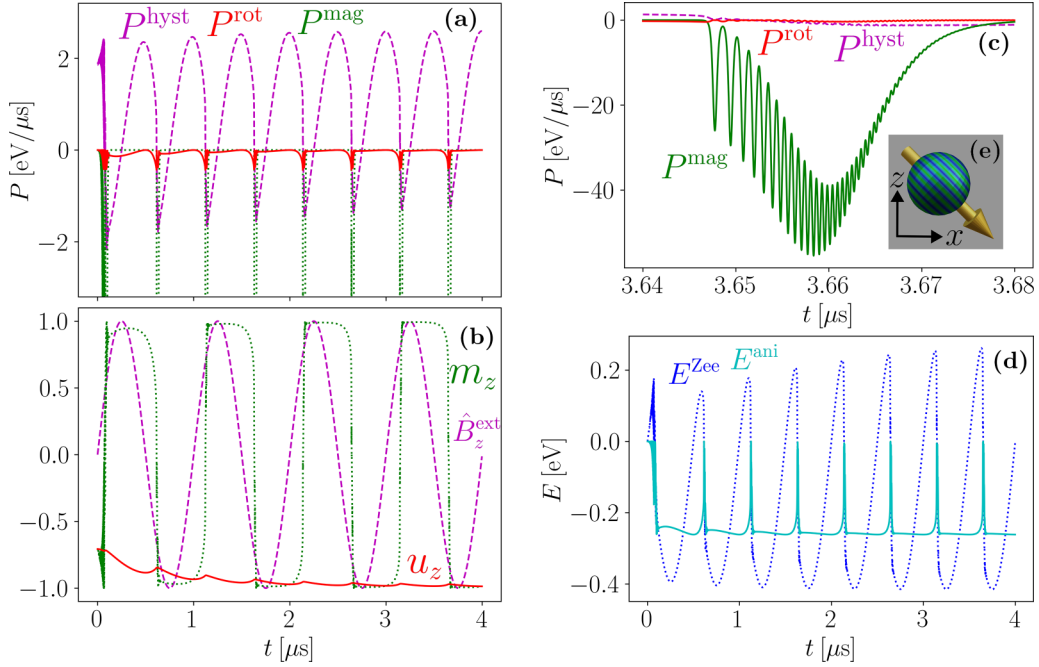 P^hyst P^rot P^mag (a)
2
0
−2
P [eV/μs]
(b)
1.0
0.5
0.0
−0.5
−1.0
m_z
B̂_z^ext
u_z
0 1 2 3 4
t [μs]
(c)
0
−20
−40
P [eV/μs]
P^rot
P^hyst
P^mag
(e)
z
x
3.64 3.65 3.66 3.67 3.68
t [μs]
E^Zee E^ani (d)
0.2
0.0
−0.2
−0.4
E [eV]
0 1 2 3 4
t [μs]